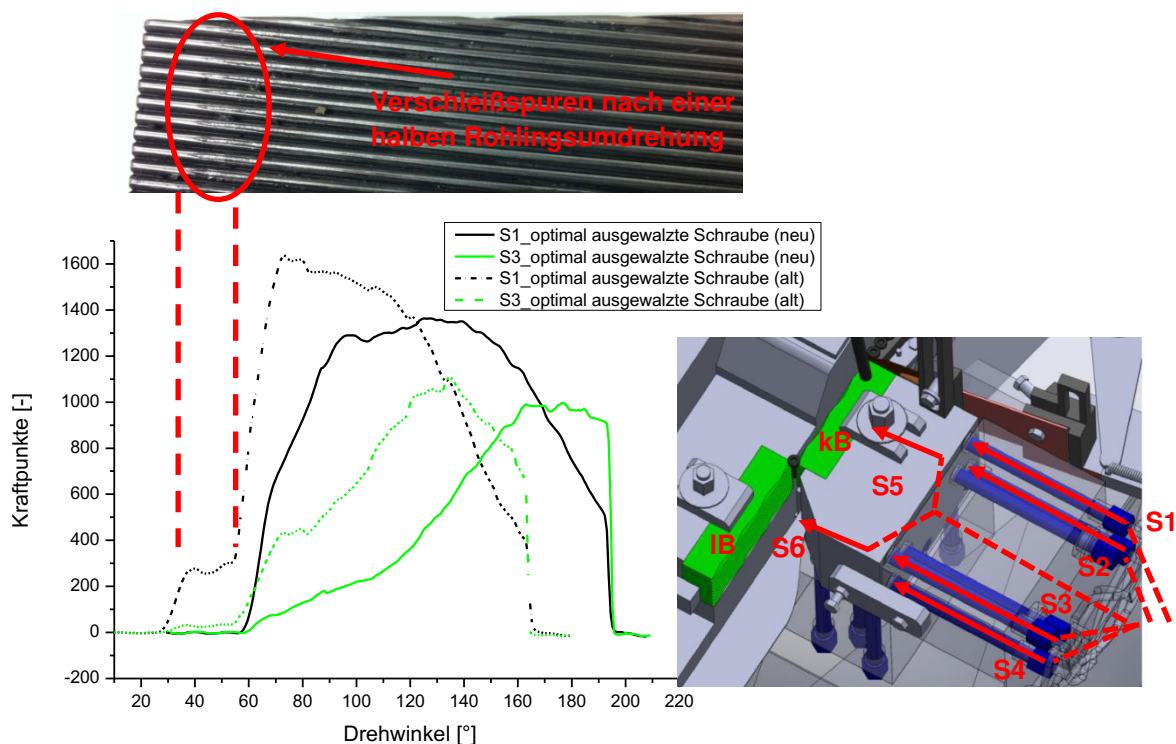 Verschleißspuren nach einer
halben Rohlingsumdrehung
S1_optimal ausgewalzte Schraube (neu)
S3_optimal ausgewalzte Schraube (neu)
S1_optimal ausgewalzte Schraube (alt)
S3_optimal ausgewalzte Schraube (alt)
Kraftpunkte [-]
1600
1400
1200
1000
800
600
400
200
0
-200
20 40 60 80 100 120 140 160 180 200 220
Drehwinkel [°]
kB
S5
S1
lB
S6
S2
S3
S4